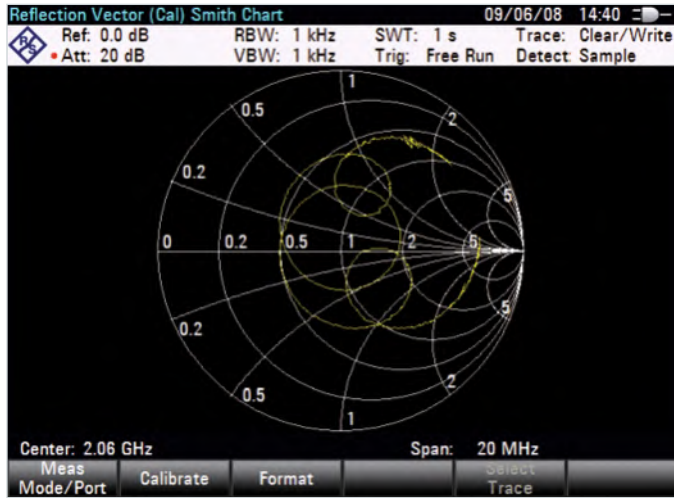 Reflection Vector (Cal) Smith Chart 09/06/08 14:40
Ref: 0.0 dB RBW: 1 kHz SWT: 1 s Trace: Clear/Write
Att: 20 dB VBW: 1 kHz Trig: Free Run Detect: Sample
R&S
1
0.5 2
0.2 5
0 0.2 0.5 1 2 5
0.2 5
0.5 2
1
Center: 2.06 GHz Span: 20 MHz
Meas Mode/Port Calibrate Format Select Trace